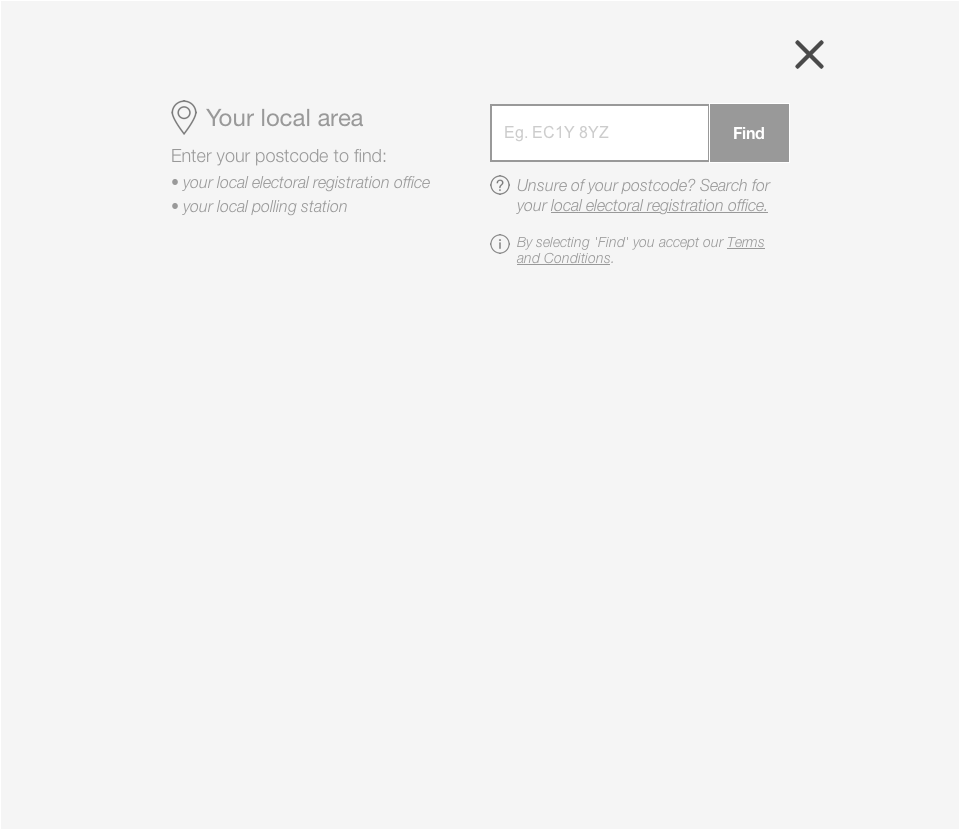 Your local area
Enter your postcode to find:
• your local electoral registration office
• your local polling station
Eg. EC1Y 8YZ
Find
Unsure of your postcode? Search for
your local electoral registration office.
By selecting 'Find' you accept our Terms
and Conditions.